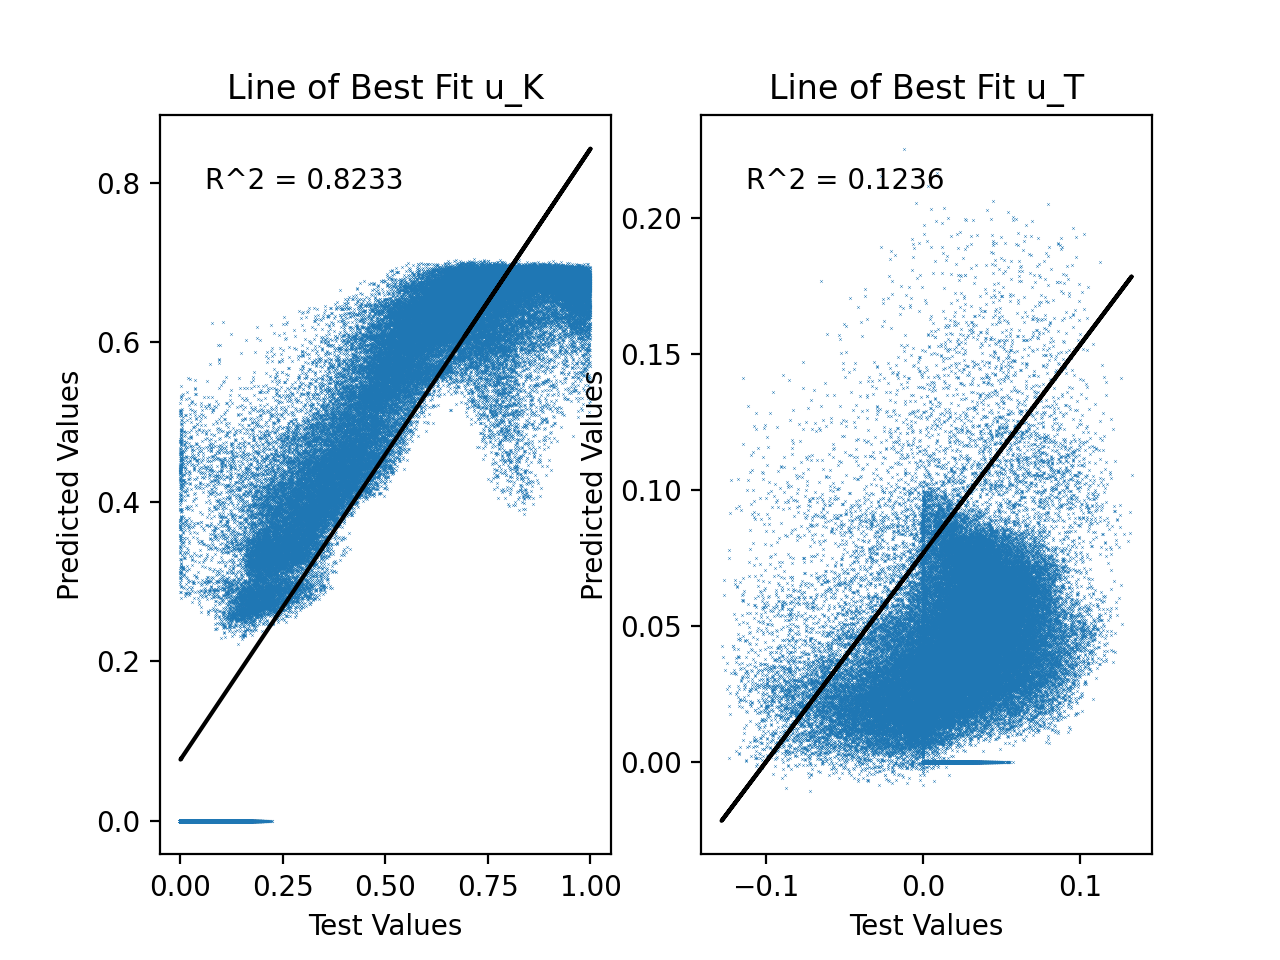 Line of Best Fit u_K
R^2 = 0.8233
Predicted Values
0.8
0.6
0.4
0.2
0.0
0.00 0.25 0.50 0.75 1.00
Test Values
Line of Best Fit u_T
R^2 = 0.1236
Predicted Values
0.20
0.15
0.10
0.05
0.00
−0.1 0.0 0.1
Test Values